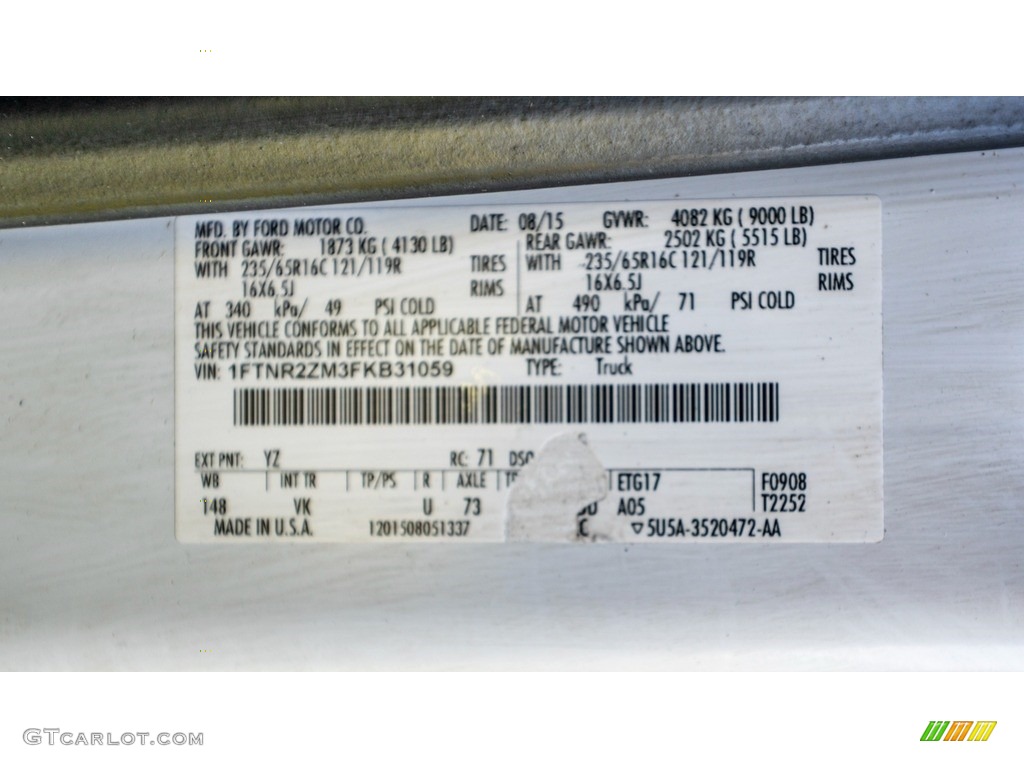 MFD. BY FORD MOTOR CO. DATE: 08/15 GVWR: 4082 KG ( 9000 LB)
FRONT GAWR: 1873 KG ( 4130 LB) REAR GAWR: 2502 KG ( 5515 LB)
WITH 235/65R16C 121/119R TIRES WITH 235/65R16C 121/119R TIRES
16X6.5J RIMS 16X6.5J RIMS
AT 340 kPa/ 49 PSI COLD AT 490 kPa/ 71 PSI COLD
THIS VEHICLE CONFORMS TO ALL APPLICABLE FEDERAL MOTOR VEHICLE
SAFETY STANDARDS IN EFFECT ON THE DATE OF MANUFACTURE SHOWN ABOVE.
VIN: 1FTNR2ZM3FKB31059 TYPE: Truck
EXT PNT: YZ RC: 71 DSO
WB INT TR TP/PS R AXLE ETG17 F0908
148 VK U 73 A05 T2252
MADE IN U.S.A. 1201508051337 ▽5U5A-3520472-AA
GTCARLOT.COM